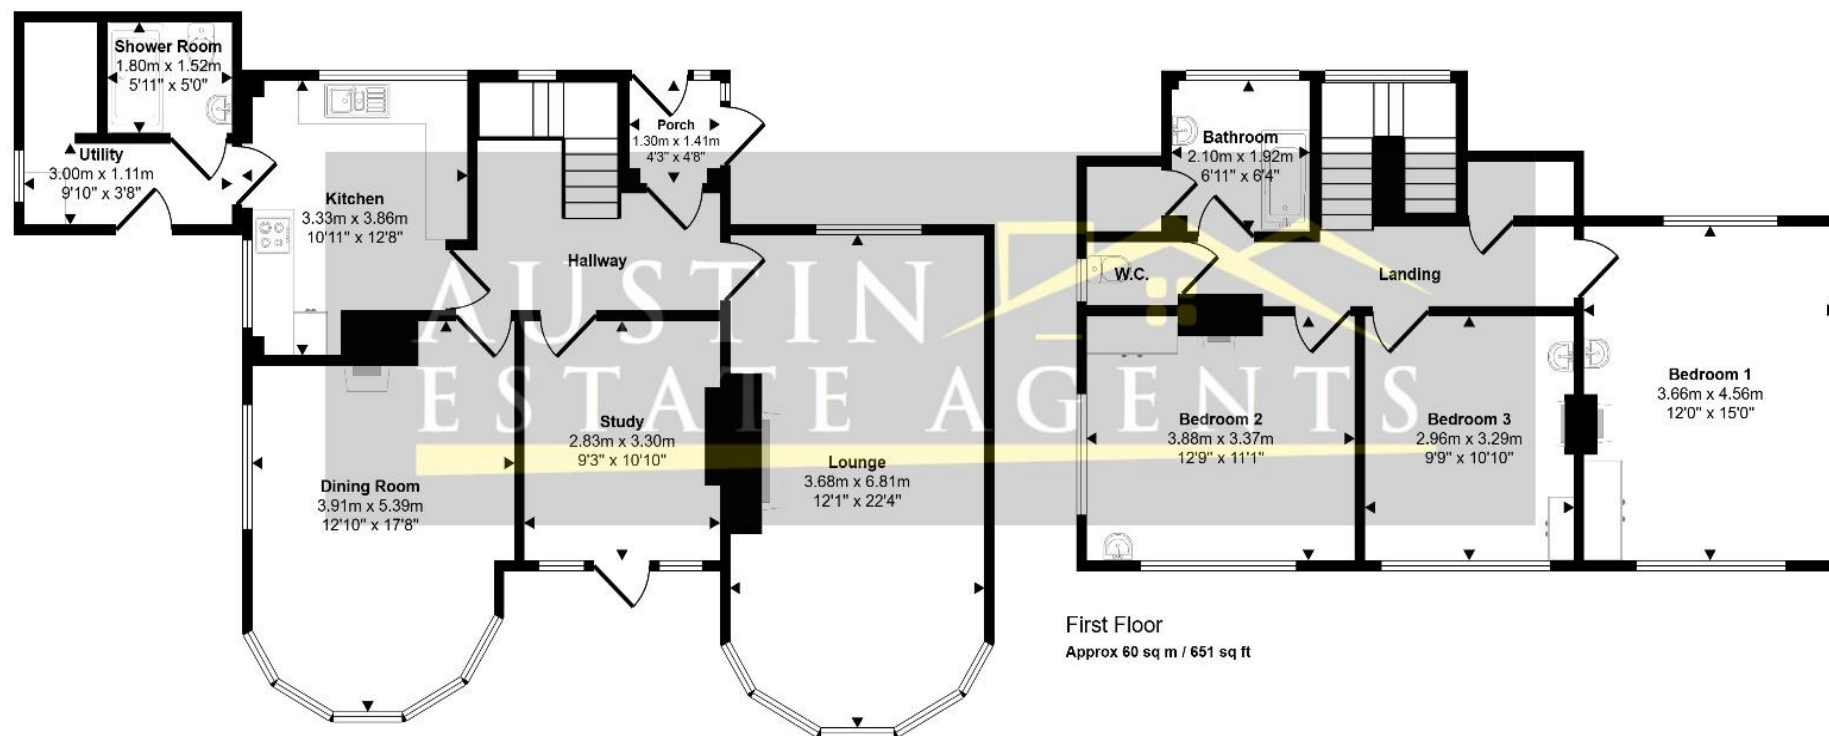 Shower Room
1.80m x 1.52m
5'11" x 5'0"
Utility
3.00m x 1.11m
9'10" x 3'8"
Kitchen
3.33m x 3.86m
10'11" x 12'8"
Porch
1.30m x 1.41m
4'3" x 4'8"
Hallway
Dining Room
3.91m x 5.39m
12'10" x 17'8"
Study
2.83m x 3.30m
9'3" x 10'10"
Lounge
3.68m x 6.81m
12'1" x 22'4"
AUSTIN
ESTATE AGENTS
Bathroom
2.10m x 1.92m
6'11" x 6'4"
W.C.
Landing
Bedroom 2
3.88m x 3.37m
12'9" x 11'1"
Bedroom 3
2.96m x 3.29m
9'9" x 10'10"
Bedroom 1
3.66m x 4.56m
12'0" x 15'0"
First Floor
Approx 60 sq m / 651 sq ft